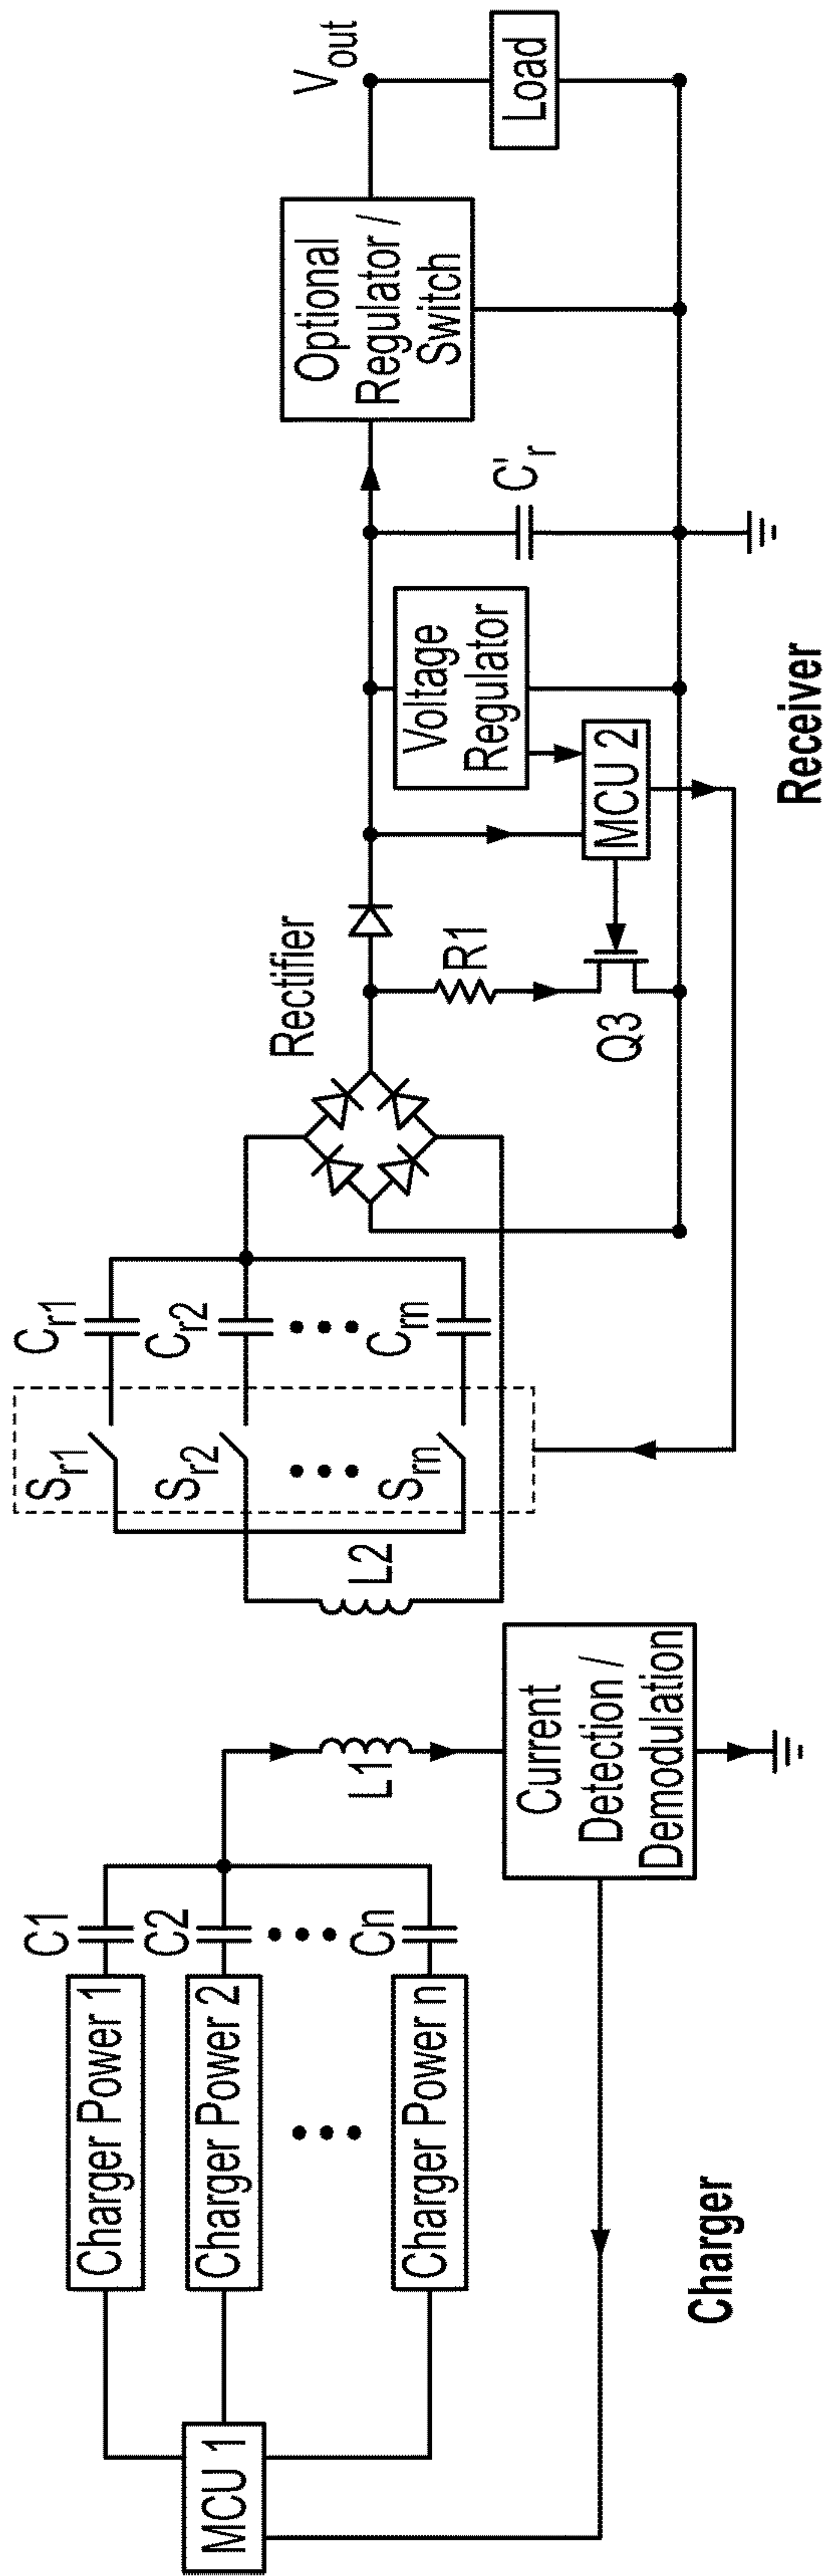 MCU 1
Charger Power 1
Charger Power 2
Charger Power n
C1
C2
Cn
L1
Current
Detection /
Demodulation
Charger
L2
Sr1
Sr2
Srn
Cr1
Cr2
Crn
Rectifier
R1
Q3
MCU 2
Voltage
Regulator
C'r
Optional
Regulator /
Switch
Vout
Load
Receiver